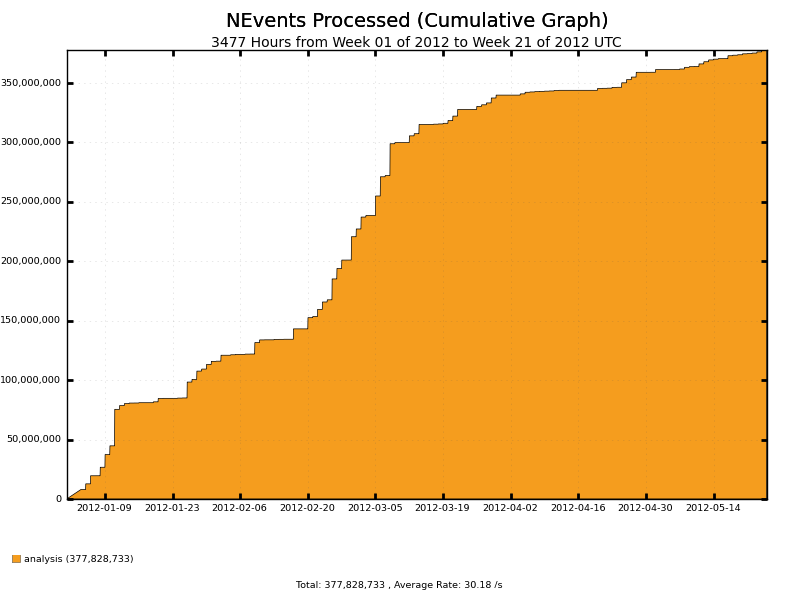 NEvents Processed (Cumulative Graph)
3477 Hours from Week 01 of 2012 to Week 21 of 2012 UTC
350,000,000
300,000,000
250,000,000
200,000,000
150,000,000
100,000,000
50,000,000
0
2012-01-09 2012-01-23 2012-02-06 2012-02-20 2012-03-05 2012-03-19 2012-04-02 2012-04-16 2012-04-30 2012-05-14
analysis (377,828,733)
Total: 377,828,733 , Average Rate: 30.18 /s